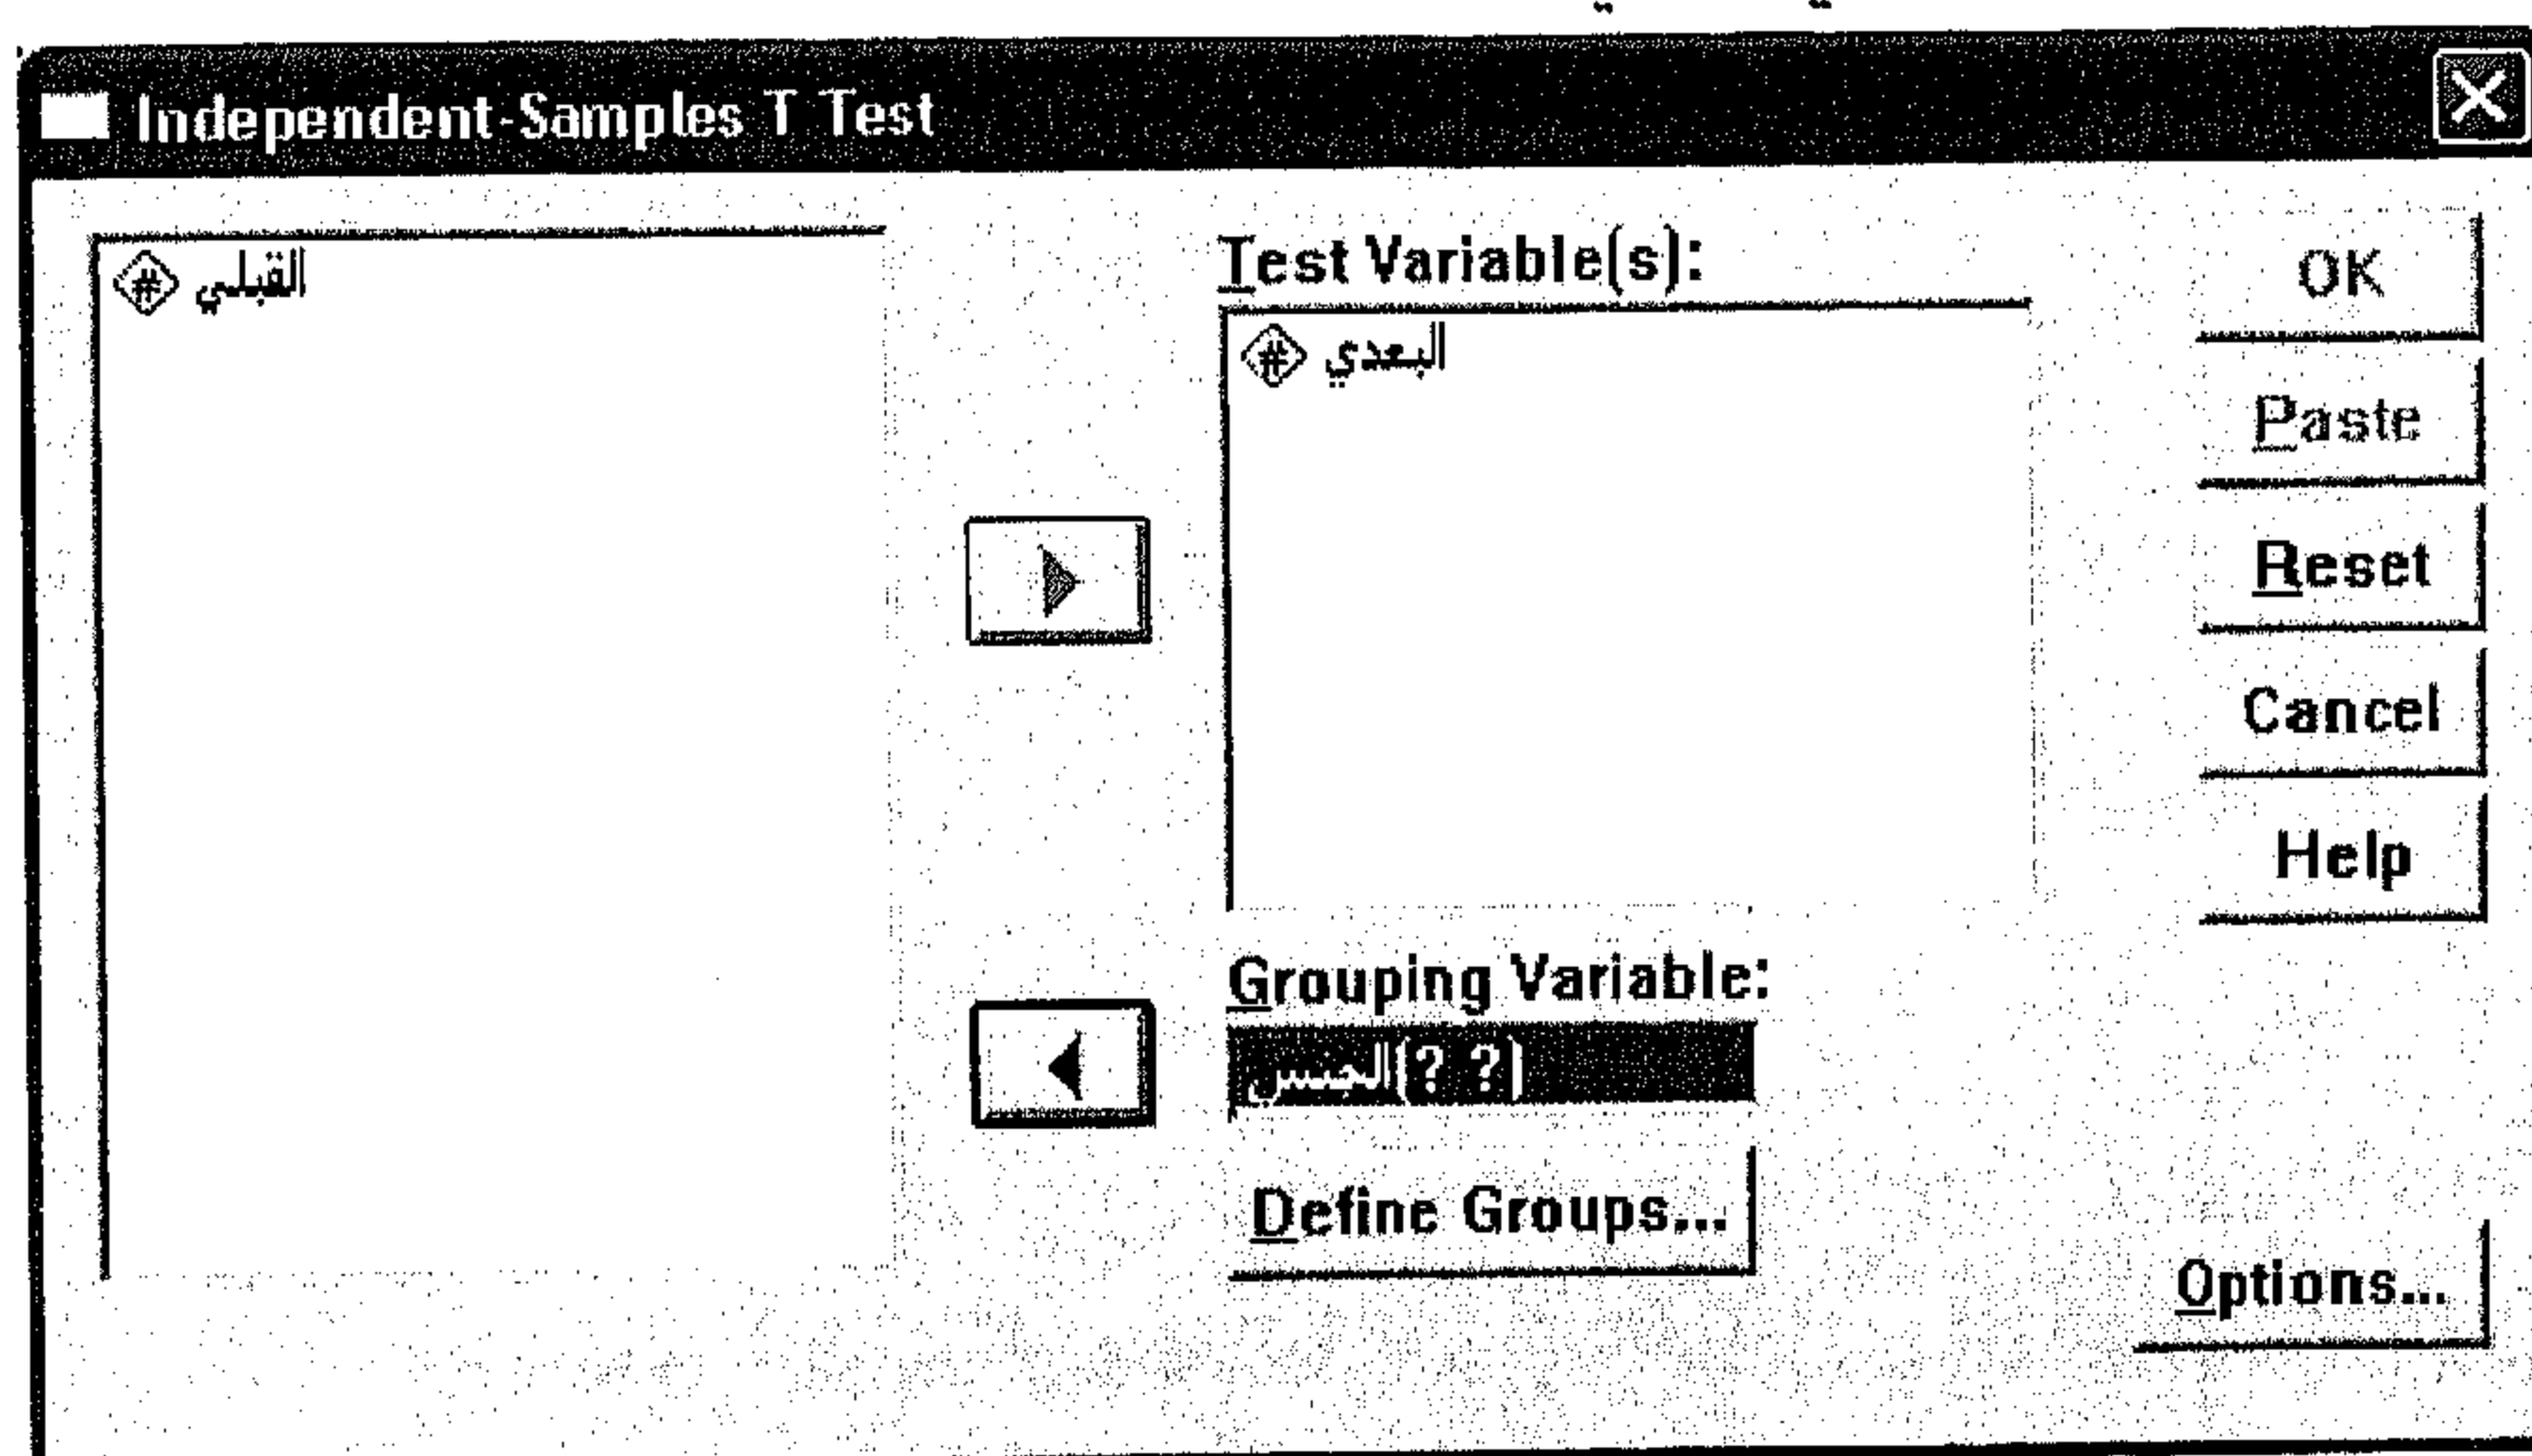 Independent-Samples T Test
القبلي
Test Variable(s):
البعدي
OK
Paste
Reset
Cancel
Help
Grouping Variable:
الجنس(? ?)
Define Groups...
Options...